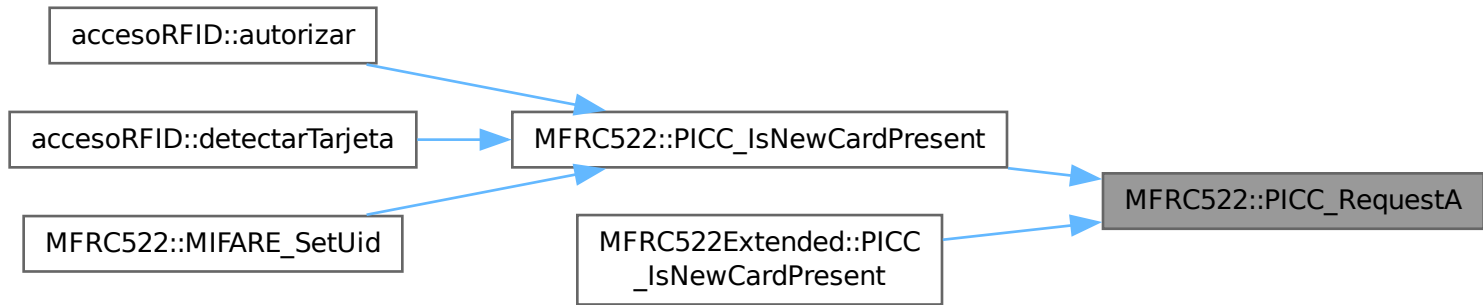 accesoRFID::autorizar
accesoRFID::detectarTarjeta
MFRC522::MIFARE_SetUid
MFRC522::PICC_IsNewCardPresent
MFRC522Extended::PICC
_IsNewCardPresent
MFRC522::PICC_RequestA